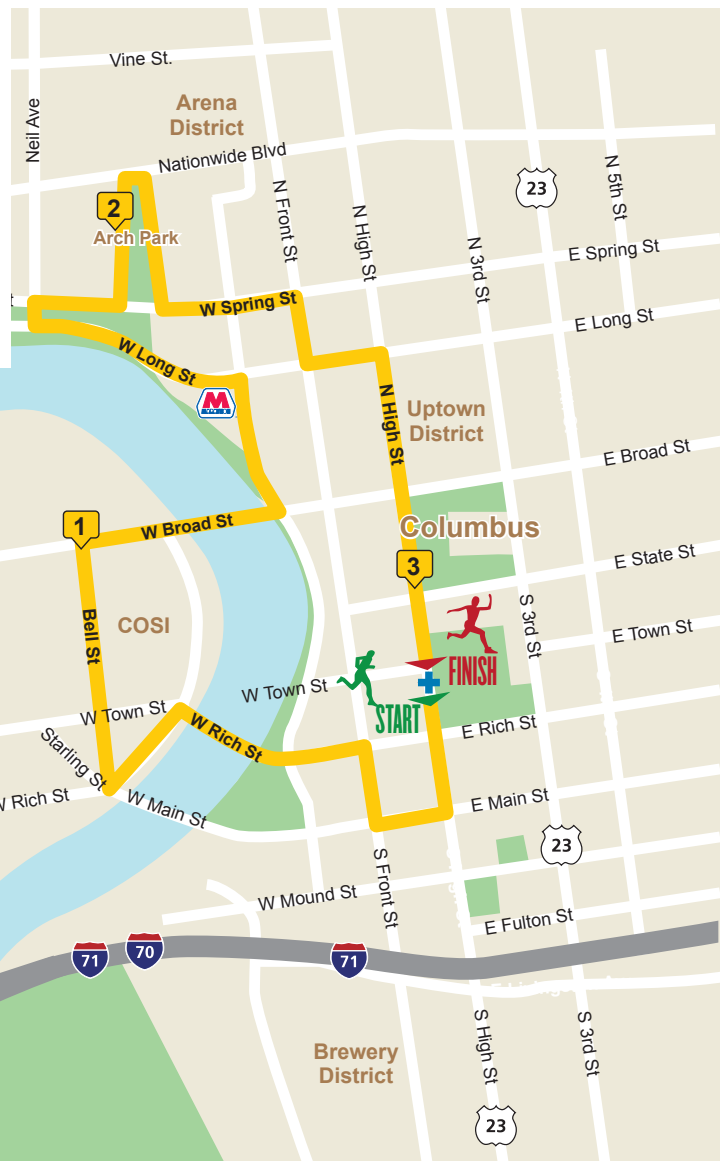 Vine St.
Neil Ave
Arena
District
Nationwide Blvd
N Front St
N High St
N 3rd St
23
N 5th St
2
Arch Park
E Spring St
W Spring St
E Long St
W Long St
M
N High St
Uptown
District
E Broad St
W Broad St
1
Columbus
3
E State St
Bell St
COSI
S 3rd St
E Town St
FINISH
START
W Town St
W Town St
W Rich St
E Rich St
Starling St
W Rich St
W Main St
E Main St
23
S Front St
W Mound St
E Fulton St
71
70
71
S High St
S 3rd St
Brewery
District
23